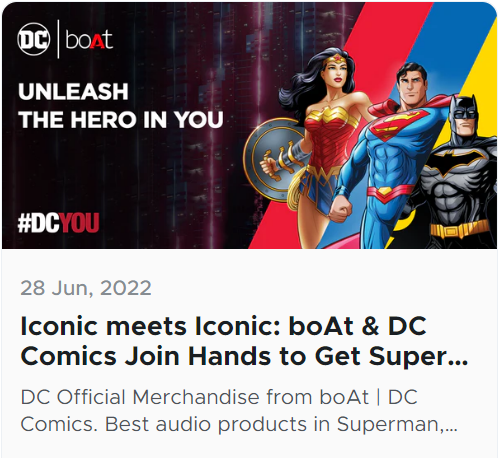 DC | boAt
UNLEASH
THE HERO IN YOU
#DCYOU
28 Jun, 2022
Iconic meets Iconic: boAt & DC
Comics Join Hands to Get Super...
DC Official Merchandise from boAt | DC
Comics. Best audio products in Superman,...